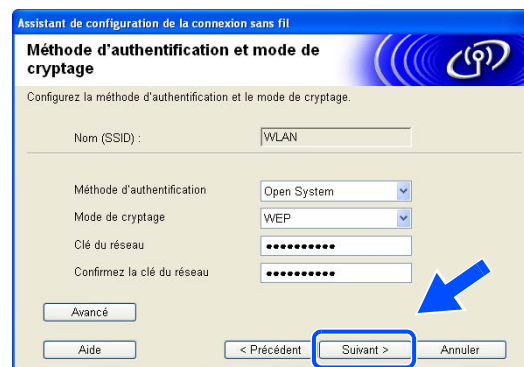 Assistant de configuration de la connexion sans fil
Méthode d'authentification et mode de
cryptage
Configurez la méthode d'authentification et le mode de cryptage.
Nom (SSID) : WLAN
Méthode d'authentification Open System
Mode de cryptage WEP
Clé du réseau ●●●●●●●●●●
Confirmez la clé du réseau ●●●●●●●●●●
Avancé
Aide < Précédent Suivant > Annuler